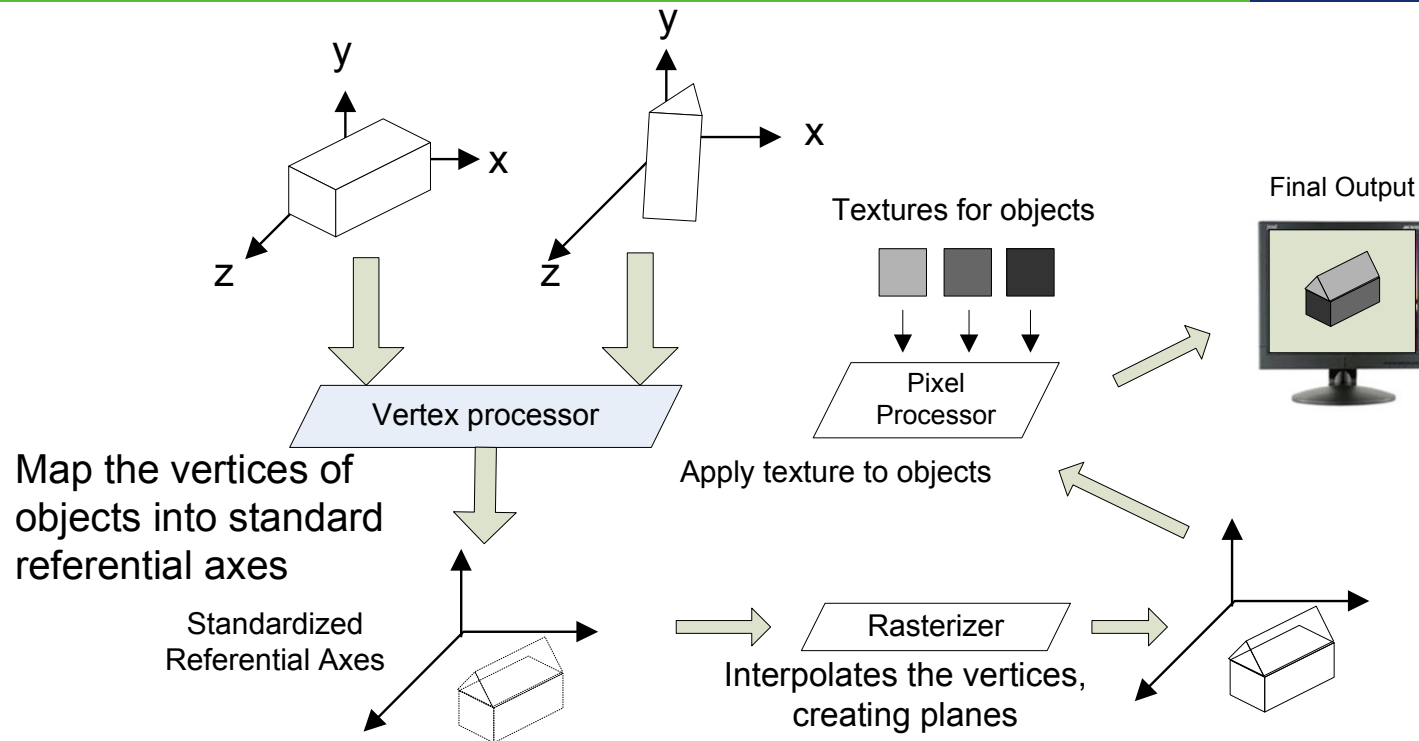 y
x
z
y
x
z
Vertex processor
Map the vertices of
objects into standard
referential axes
Standardized
Referential Axes
Rasterizer
Interpolates the vertices,
creating planes
Textures for objects
Pixel
Processor
Apply texture to objects
Final Output